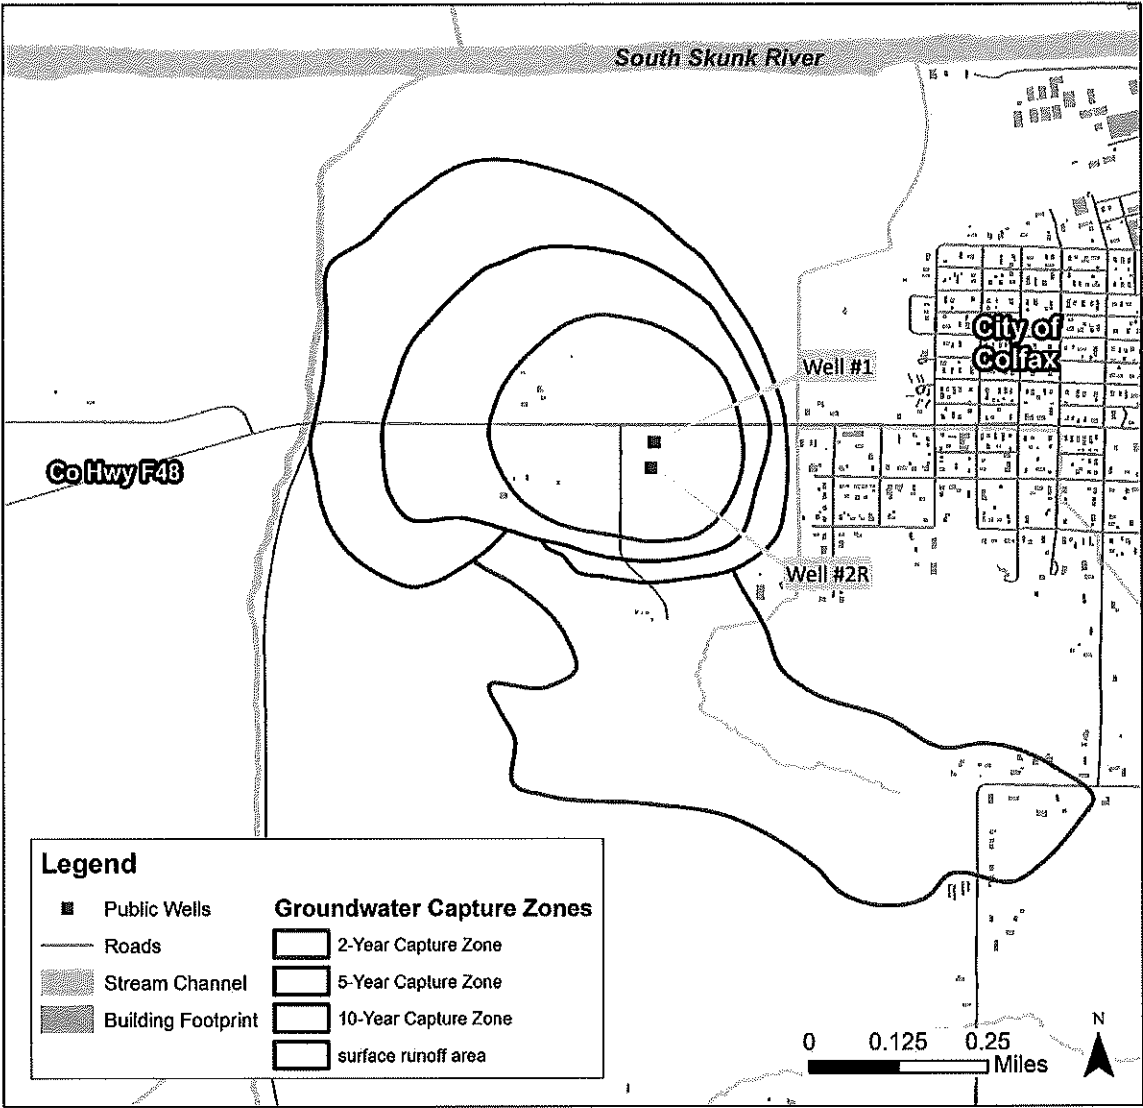 South Skunk River
City of
Colfax
Well #1
Co Hwy F48
Well #2R
Legend
Public Wells
Roads
Stream Channel
Building Footprint
Groundwater Capture Zones
2-Year Capture Zone
5-Year Capture Zone
10-Year Capture Zone
surface runoff area
0 0.125 0.25
Miles
N